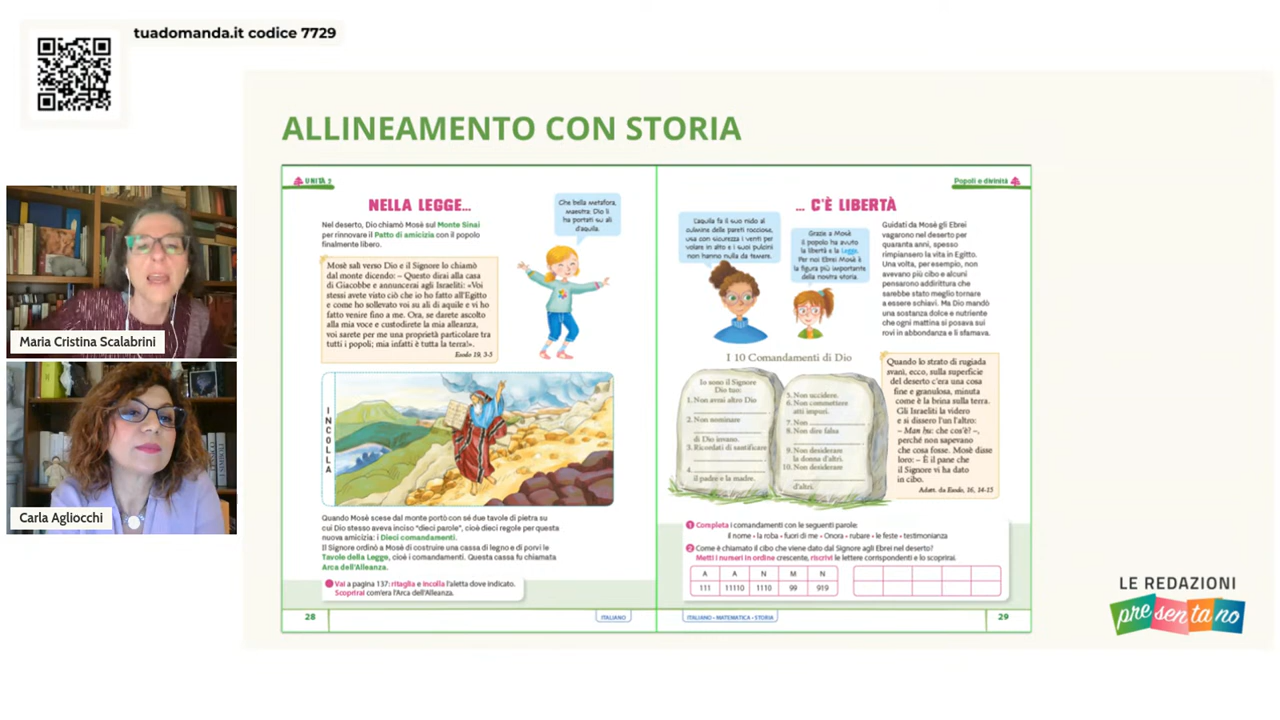 tuadomanda.it codice 7729
Maria Cristina Scalabrini
Carla Agliocchi
ALLINEAMENTO CON STORIA
UNITÀ 2
NELLA LEGGE...
Nel deserto, Dio chiamò Mosè sul Monte Sinai
per rinnovare il Patto di amicizia con il popolo
finalmente libero.
Che bella metafora,
maestra: Dio li
ha portati su ali
d'aquila.
Mosè salì verso Dio e il Signore lo chiamò
dal monte dicendo: – Questo dirai alla casa
di Giacobbe e annuncerai agli Israeliti: «Voi
stessi avete visto ciò che io ho fatto all'Egitto
e come ho sollevato voi su ali di aquile e vi ho
fatto venire fino a me. Ora, se darete ascolto
alla mia voce e custodirete la mia alleanza,
voi sarete per me una proprietà particolare tra
tutti i popoli; mia infatti è tutta la terra!».
Esodo 19, 3-5
INCOLLA
Quando Mosè scese dal monte portò con sé due tavole di pietra su
cui Dio stesso aveva inciso "dieci parole", cioè dieci regole per questa
nuova amicizia: i Dieci comandamenti.
Il Signore ordinò a Mosè di costruire una cassa di legno e di porvi le
Tavole della Legge, cioè i comandamenti. Questa cassa fu chiamata
Arca dell'Alleanza.
Vai a pagina 137: ritaglia e incolla l'aletta dove indicato.
Scoprirai com'era l'Arca dell'Alleanza.
28
ITALIANO
Popoli e divinità
... C'È LIBERTÀ
L'aquila fa il suo nido al
culmine delle pareti rocciose,
usa con sicurezza i venti per
volare in alto e i suoi pulcini
non hanno nulla da temere.
Grazie a Mosè
il popolo ha avuto
la libertà e la Legge.
Per noi Ebrei Mosè è
la figura più importante
della nostra storia.
Guidati da Mosè gli Ebrei
vagarono nel deserto per
quaranta anni, spesso
rimpiansero la vita in Egitto.
Una volta, per esempio, non
avevano più cibo e alcuni
pensarono addirittura che
sarebbe stato meglio tornare
a essere schiavi. Ma Dio mandò
una sostanza dolce e nutriente
che ogni mattina si posava sui
rovi in abbondanza e li sfamava.
I 10 Comandamenti di Dio
Io sono il Signore
Dio tuo:
1. Non avrai altro Dio
2. Non nominare
di Dio invano.
3. Ricordati di santificare
4.
il padre e la madre.
5. Non uccidere.
6. Non commettere
atti impuri.
7. Non
8. Non dire falsa
9. Non desiderare
la donna d'altri.
10. Non desiderare
d'altri.
Quando lo strato di rugiada
svanì, ecco, sulla superficie
del deserto c'era una cosa
fine e granulosa, minuta
come è la brina sulla terra.
Gli Israeliti la videro
e si dissero l'un l'altro:
– Man hu: che cos'è? –,
perché non sapevano
che cosa fosse. Mosè disse
loro: – È il pane che
il Signore vi ha dato
in cibo.
Adatt. da Esodo, 16, 14-15
1 Completa i comandamenti con le seguenti parole:
il nome • la roba • fuori di me • Onora • rubare • le feste • testimonianza
2 Come è chiamato il cibo che viene dato dal Signore agli Ebrei nel deserto?
Metti i numeri in ordine crescente, riscrivi le lettere corrispondenti e lo scoprirai.
A A N M N
111 11110 1110 99 919
ITALIANO • MATEMATICA • STORIA
29
LE REDAZIONI
presentano